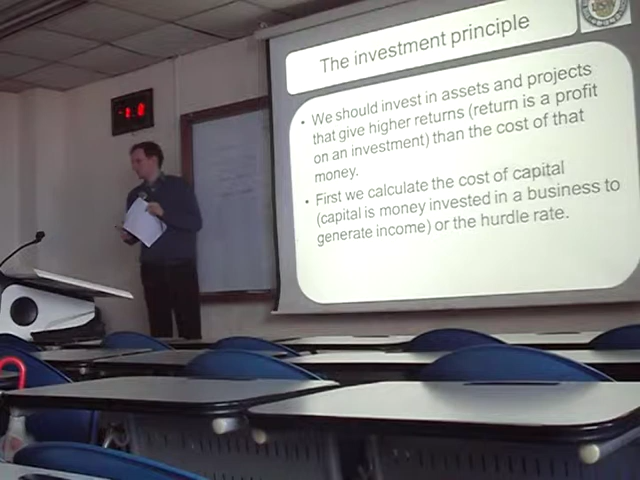 The investment principle
• We should invest in assets and projects
that give higher returns (return is a profit
on an investment) than the cost of that
money.
• First we calculate the cost of capital
(capital is money invested in a business to
generate income) or the hurdle rate.